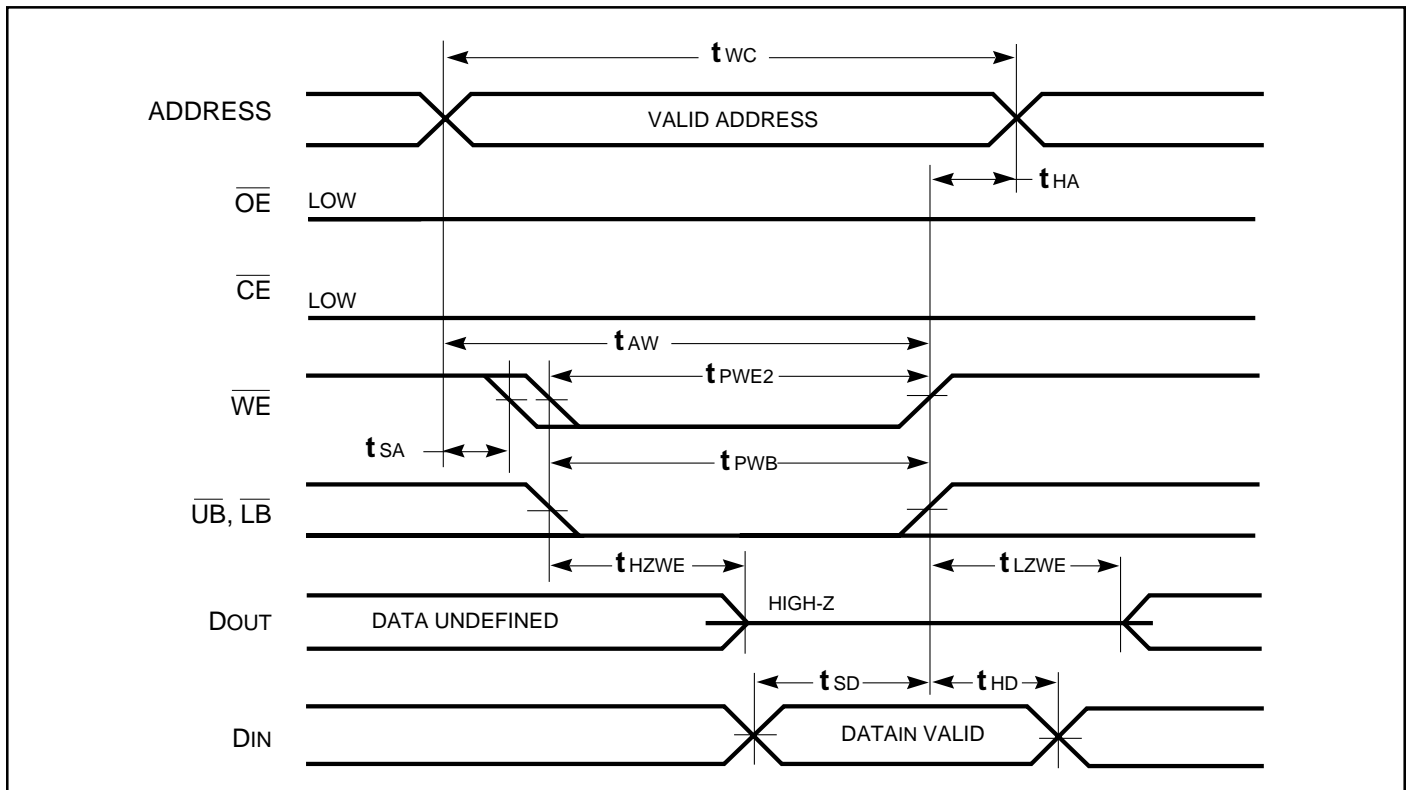 tWC
ADDRESS
VALID ADDRESS
tHA
OE
LOW
CE
LOW
tAW
tPWE2
WE
tSA
tPWB
UB, LB
tHZWE
tLZWE
HIGH-Z
DOUT
DATA UNDEFINED
tSD
tHD
DIN
DATAIN VALID